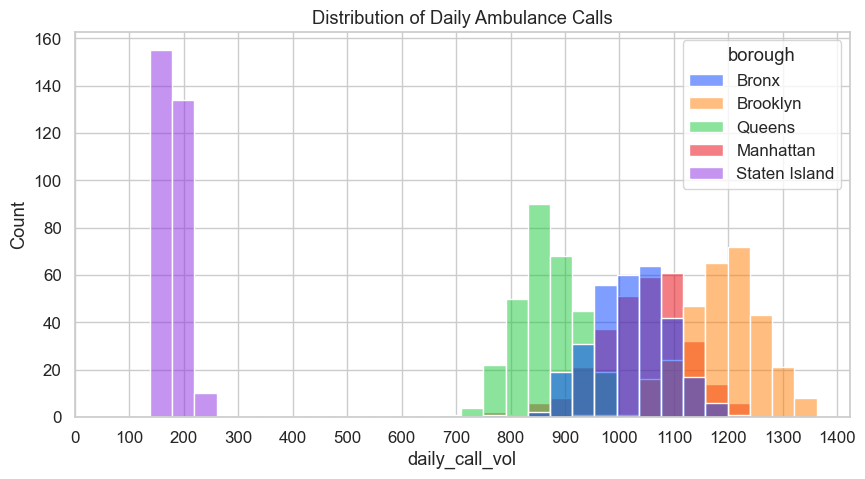 Distribution of Daily Ambulance Calls
160
140
120
100
80
60
40
20
0
Count
borough
Bronx
Brooklyn
Queens
Manhattan
Staten Island
0 100 200 300 400 500 600 700 800 900 1000 1100 1200 1300 1400
daily_call_vol